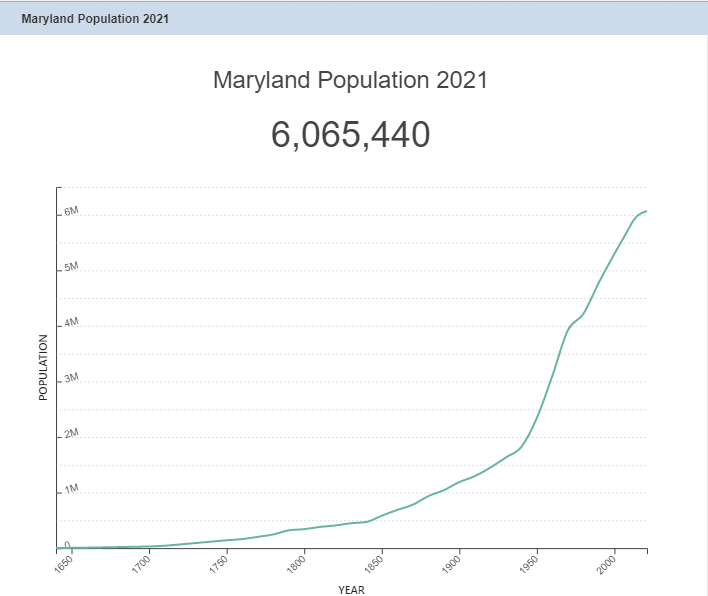 Maryland Population 2021
Maryland Population 2021
6,065,440
6M
5M
4M
3M
2M
1M
0
POPULATION
1650 1700 1750 1800 1850 1900 1950 2000
YEAR